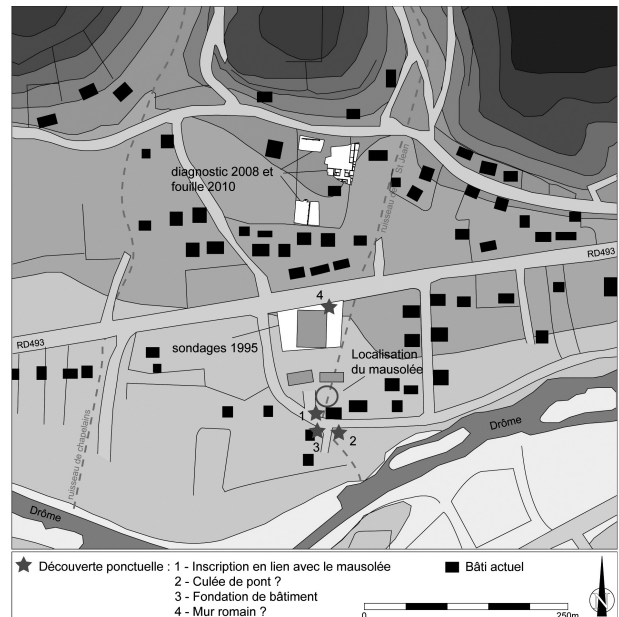 diagnostic 2008 et
fouille 2010
ruisseau de St Jean
RD493
4
sondages 1995
RD493
Localisation
du mausolée
1
3
2
Drôme
ruisseau de chapelains
Drôme
Découverte ponctuelle : 1 - Inscription en lien avec le mausolée
2 - Culée de pont ?
3 - Fondation de bâtiment
4 - Mur romain ?
Bâti actuel
N
0
250m